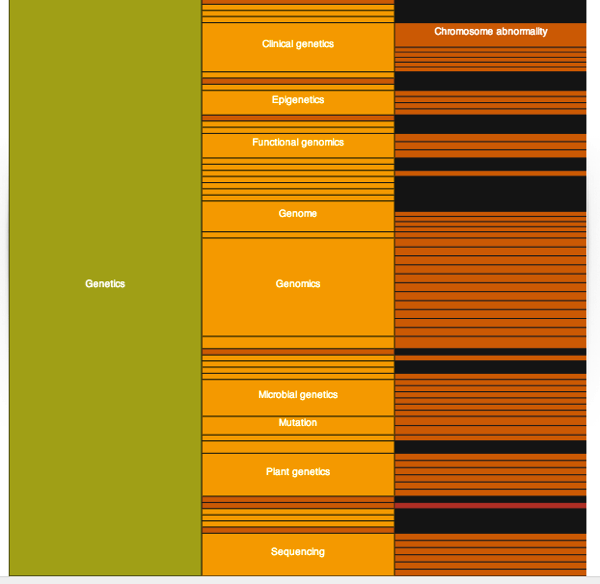 Clinical genetics
Chromosome abnormality
Epigenetics
Functional genomics
Genome
Genetics
Genomics
Microbial genetics
Mutation
Plant genetics
Sequencing